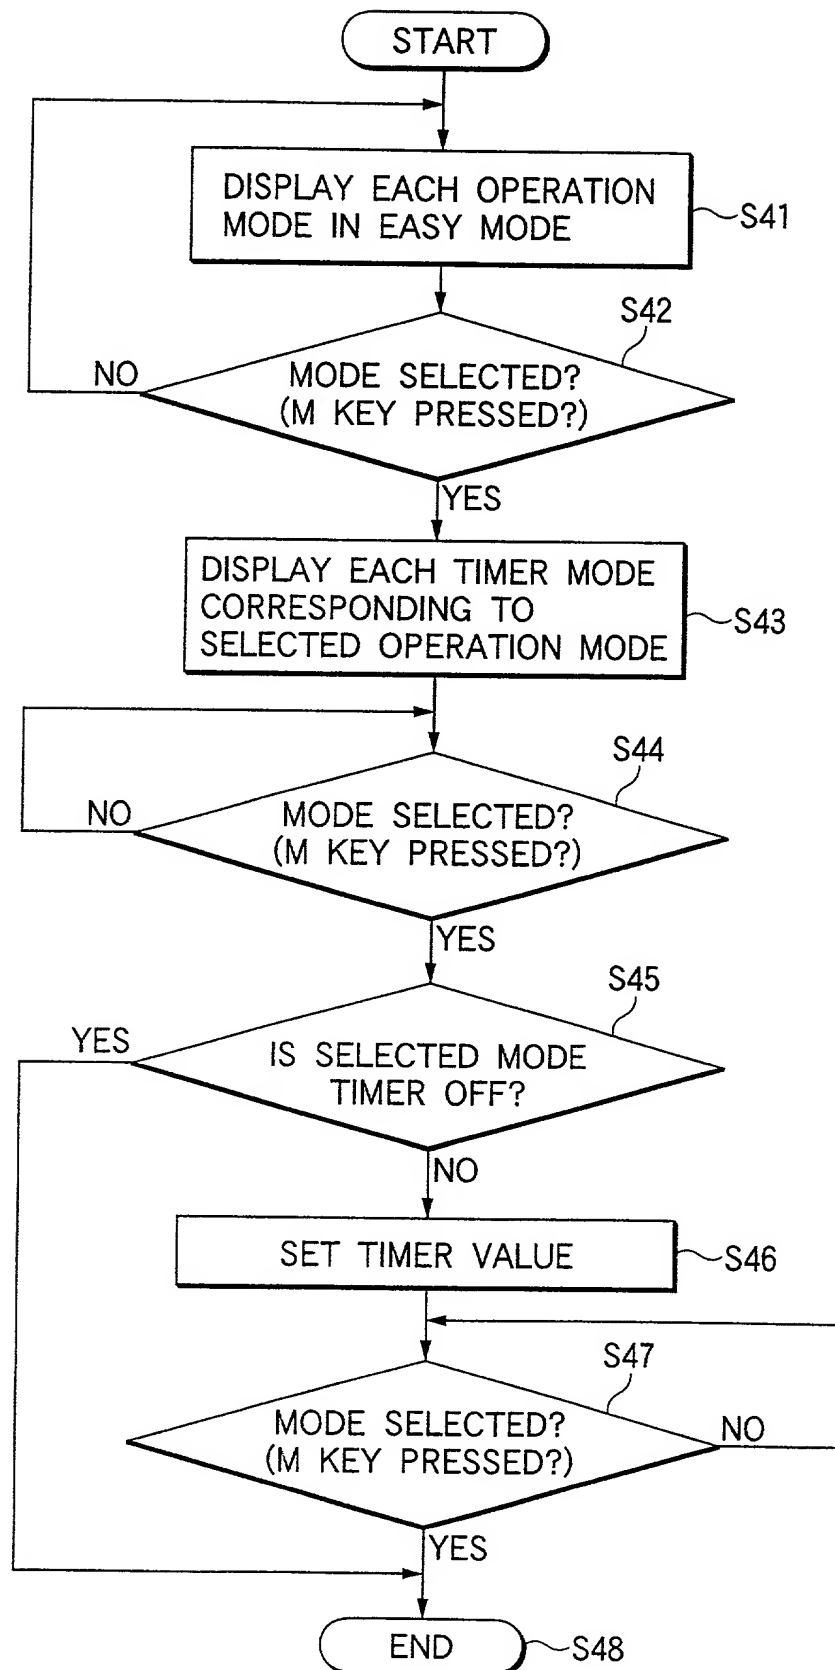 START
DISPLAY EACH OPERATION
MODE IN EASY MODE
S41
S42
NO
MODE SELECTED?
(M KEY PRESSED?)
YES
DISPLAY EACH TIMER MODE
CORRESPONDING TO
SELECTED OPERATION MODE
S43
S44
NO
MODE SELECTED?
(M KEY PRESSED?)
YES
S45
YES
IS SELECTED MODE
TIMER OFF?
NO
SET TIMER VALUE
S46
S47
MODE SELECTED?
(M KEY PRESSED?)
NO
YES
END
S48